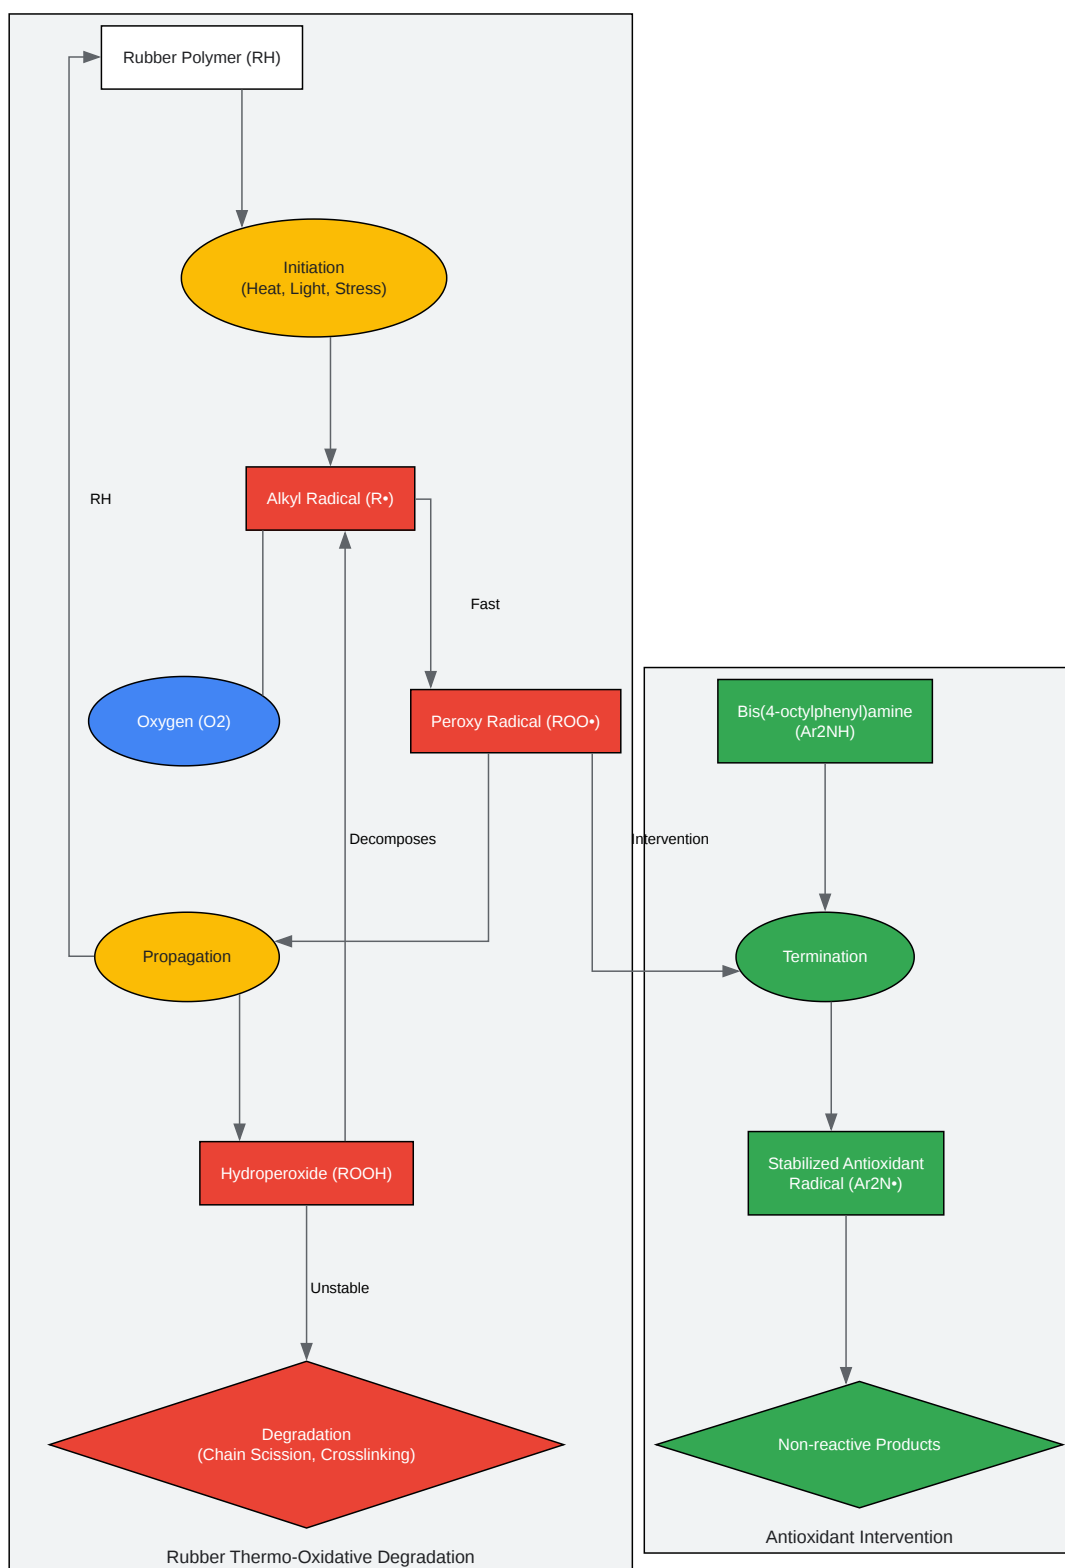 Rubber Polymer (RH)
Initiation
(Heat, Light, Stress)
Alkyl Radical (R•)
RH
Fast
Oxygen (O2)
Peroxy Radical (ROO•)
Bis(4-octylphenyl)amine
(Ar2NH)
Decomposes
Intervention
Propagation
Termination
Hydroperoxide (ROOH)
Stabilized Antioxidant
Radical (Ar2N•)
Unstable
Degradation
(Chain Scission, Crosslinking)
Non-reactive Products
Antioxidant Intervention
Rubber Thermo-Oxidative Degradation